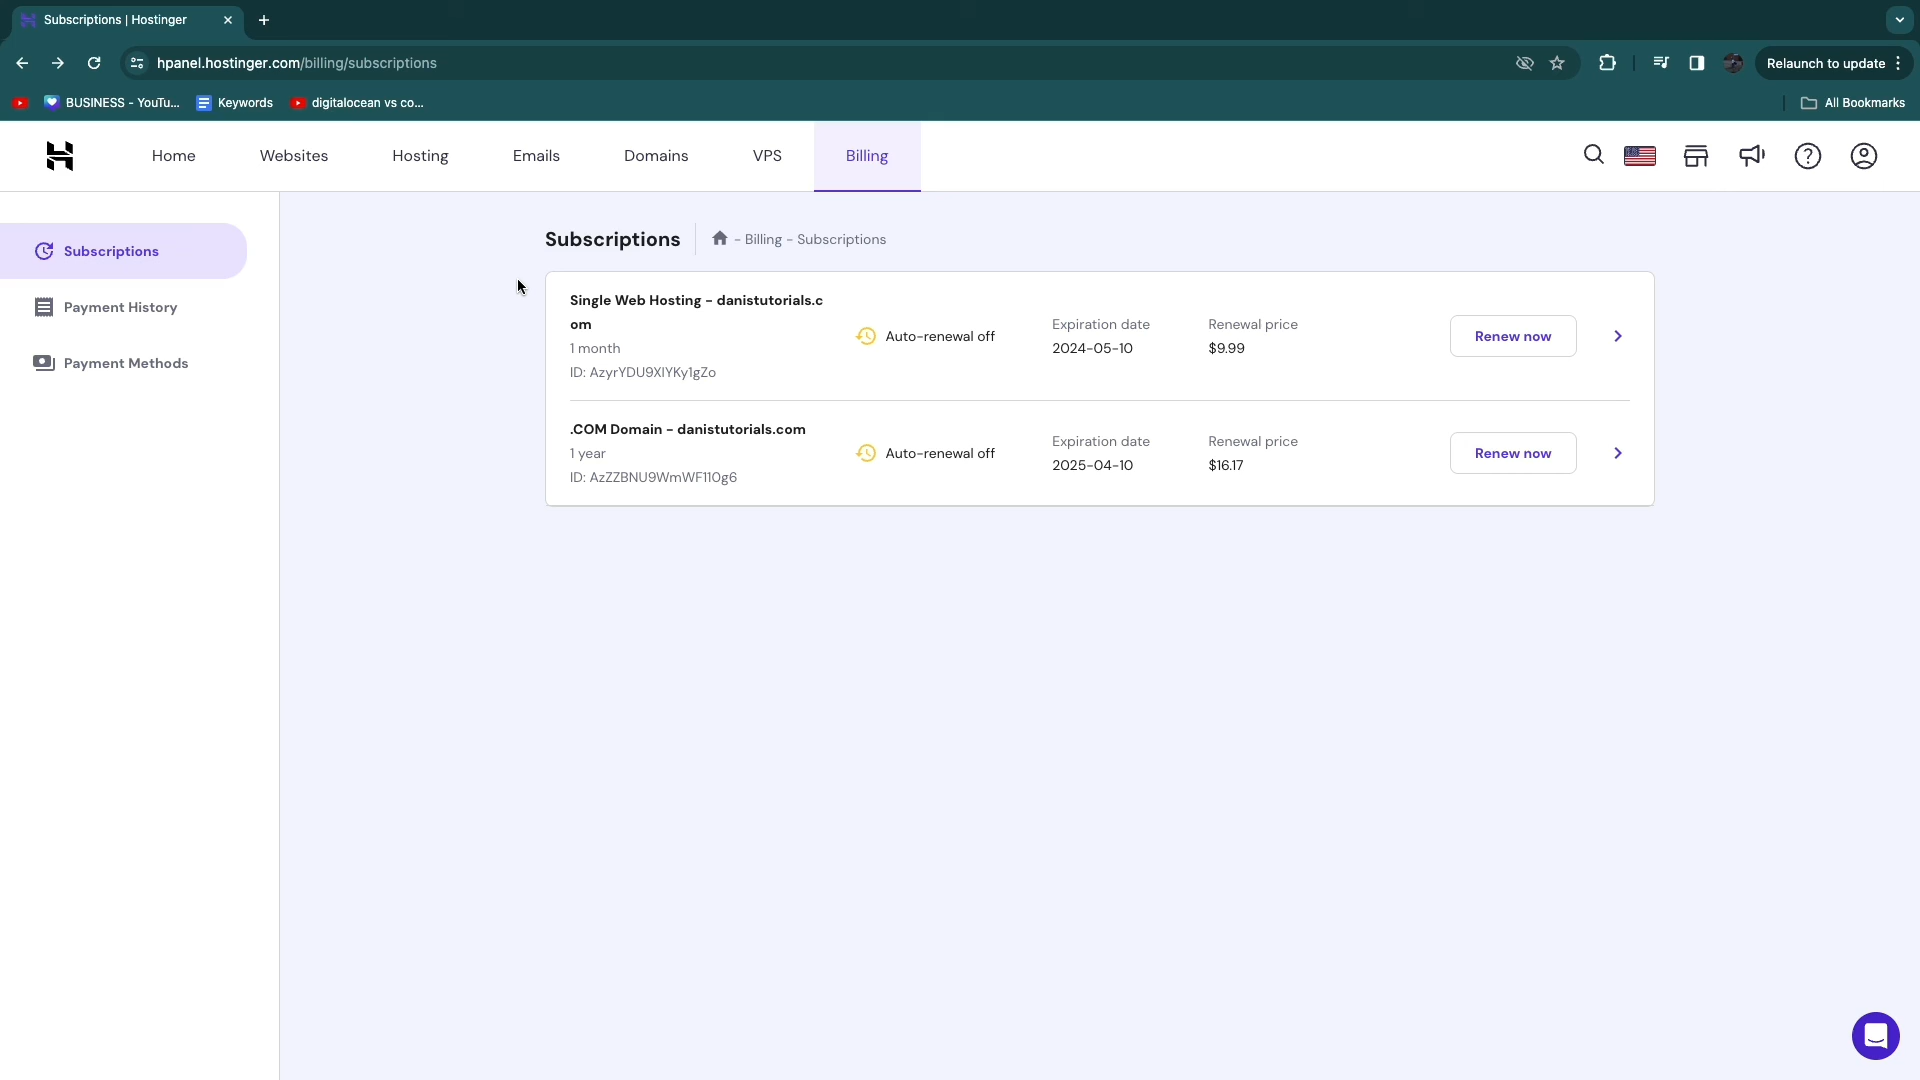 Subscriptions | Hostinger
hpanel.hostinger.com/billing/subscriptions
Relaunch to update
BUSINESS - YouTu...
Keywords
digitalocean vs co...
All Bookmarks
Home
Websites
Hosting
Emails
Domains
VPS
Billing
Subscriptions
Payment History
Payment Methods
Subscriptions
- Billing - Subscriptions
Single Web Hosting - danistutorials.c
om
1 month
ID: AzyrYDU9XIYKy1gZo
Auto-renewal off
Expiration date
2024-05-10
Renewal price
$9.99
Renew now
.COM Domain - danistutorials.com
1 year
ID: AzZZBNU9WmWF110g6
Auto-renewal off
Expiration date
2025-04-10
Renewal price
$16.17
Renew now